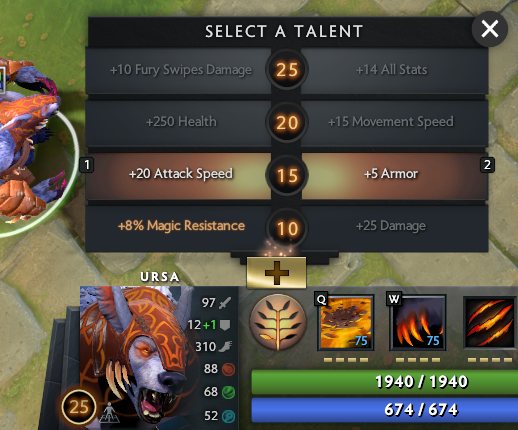 SELECT A TALENT
+10 Fury Swipes Damage 25 +14 All Stats
+250 Health 20 +15 Movement Speed
1 +20 Attack Speed 15 +5 Armor 2
+8% Magic Resistance 10 +25 Damage
URSA
97
12+1
310
88
68
52
25
Q
75
W
75
1940 / 1940
674 / 674